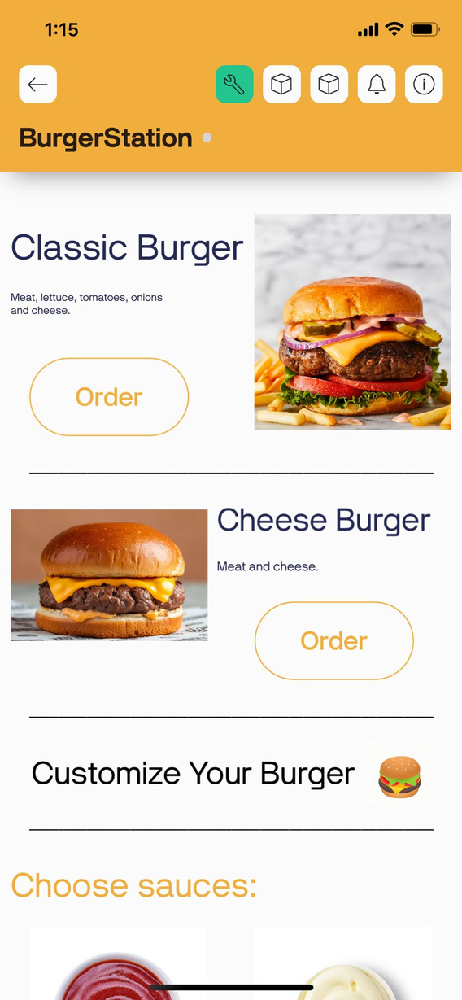 1:15
BurgerStation
Classic Burger
Meat, lettuce, tomatoes, onions
and cheese.
Order
Cheese Burger
Meat and cheese.
Order
Customize Your Burger
Choose sauces: